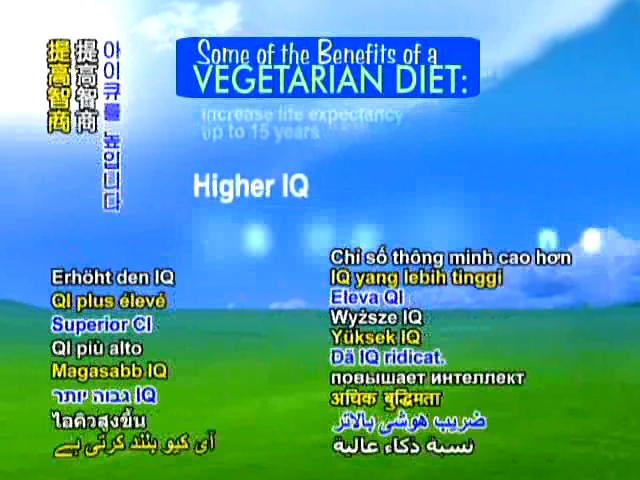 提高智商
提高智商
아이큐를 높입니다
Some of the Benefits of a
VEGETARIAN DIET:
increase life expectancy
up to 15 years
Higher IQ
Erhöht den IQ
QI plus élevé
Superior CI
QI più alto
Magasabb IQ
IQ גבוה יותר
ไอคิวสูงขึ้น
آی کیو بلند کرتی ہے
Chỉ số thông minh cao hơn
IQ yang lebih tinggi
Eleva QI
Wyższe IQ
Yüksek IQ
Dă IQ ridicat.
повышает интеллект
अधिक बुद्धिमता
ضریب هوشی بالاتر
نسبة ذكاء عالية